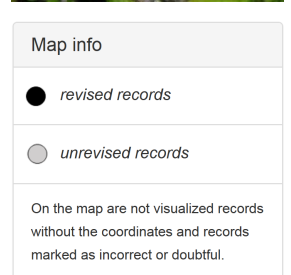 Map info
revised records
unrevised records
On the map are not visualized records
without the coordinates and records
marked as incorrect or doubtful.